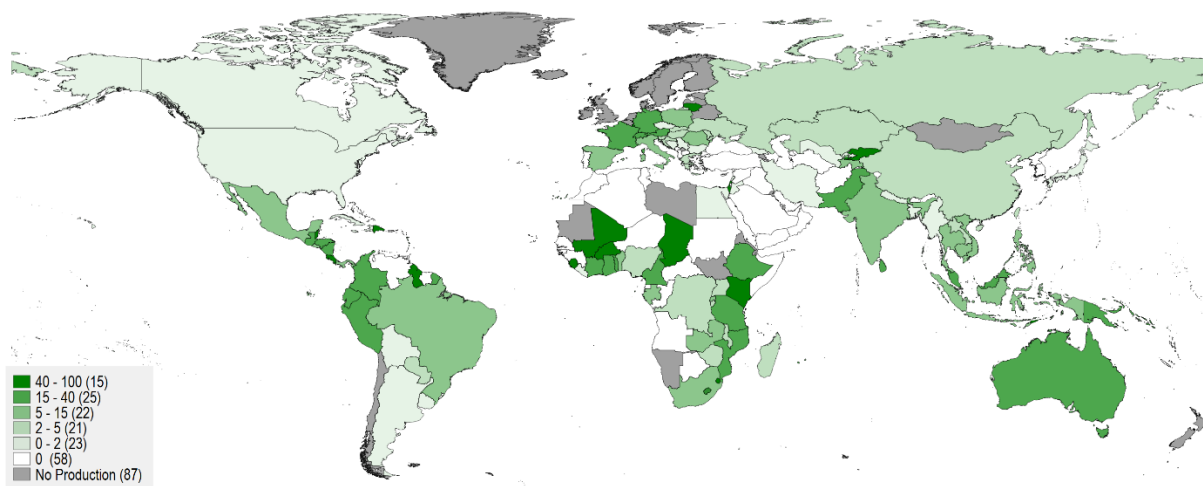 40 - 100 (15)
15 - 40 (25)
5 - 15 (22)
2 - 5 (21)
0 - 2 (23)
0 (58)
No Production (87)